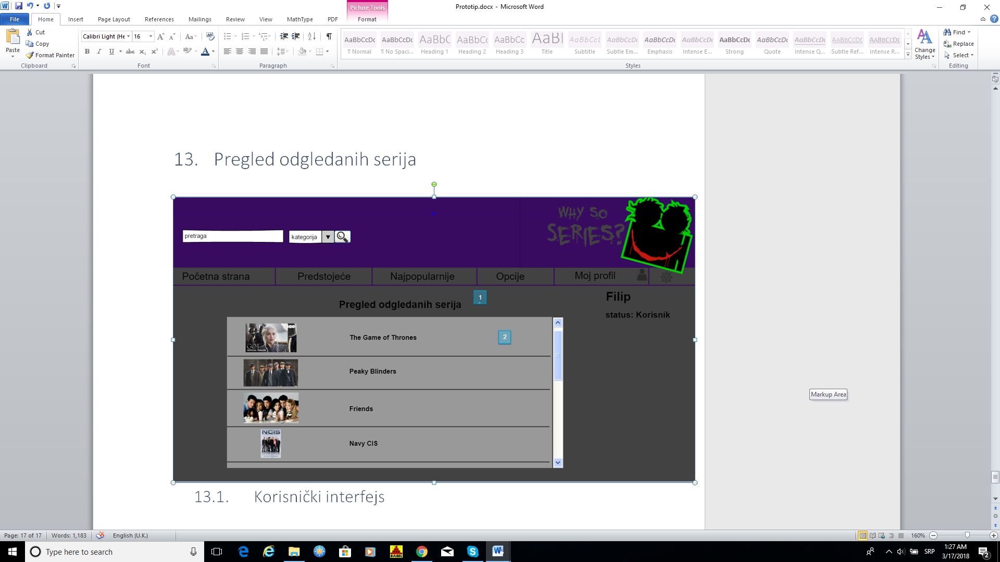 Picture Tools
Prototip.docx - Microsoft Word
File
Home
Insert
Page Layout
References
Mailings
Review
View
MathType
PDF
Format
Paste
Cut
Copy
Format Painter
Clipboard
Calibri Light (He
16
Font
Paragraph
AaBbCcDc
¶ Normal
AaBbCcDc
¶ No Spaci...
AaBbC
Heading 1
AaBbCc
Heading 2
AaBbCc
Heading 3
AaBl
Title
AaBbCcl
Subtitle
AaBbCcDc
Subtle Em...
AaBbCcDc
Emphasis
AaBbCcDc
Intense E...
AaBbCcDc
Strong
AaBbCcDc
Quote
AaBbCcDc
Intense Q...
AaBbCcDc
Subtle Ref...
AaBbCcDc
Intense R...
Styles
Change Styles
Find
Replace
Select
Editing
13. Pregled odgledanih serija
WHY SO
SERIES?
pretraga
kategorija
Početna strana
Predstojeće
Najpopularnije
Opcije
Moj profil
Pregled odgledanih serija
1
Filip
status: Korisnik
HBO
GOT
OFFICIAL TRAILER
The Game of Thrones
2
Peaky Blinders
Friends
NCIS
Navy CIS
Markup Area
13.1. Korisnički interfejs
Page: 17 of 17
Words: 1,183
English (U.K.)
160%
Type here to search
BABEL
SRP
1:27 AM
3/17/2018
2